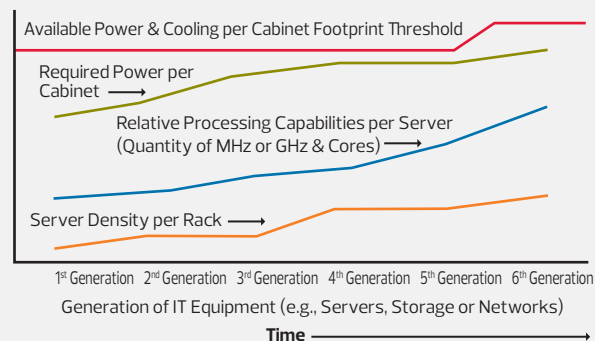 Available Power & Cooling per Cabinet Footprint Threshold
Required Power per
Cabinet
Relative Processing Capabilities per Server
(Quantity of MHz or GHz & Cores)
Server Density per Rack
1st Generation 2nd Generation 3rd Generation 4th Generation 5th Generation 6th Generation
Generation of IT Equipment (e.g., Servers, Storage or Networks)
Time